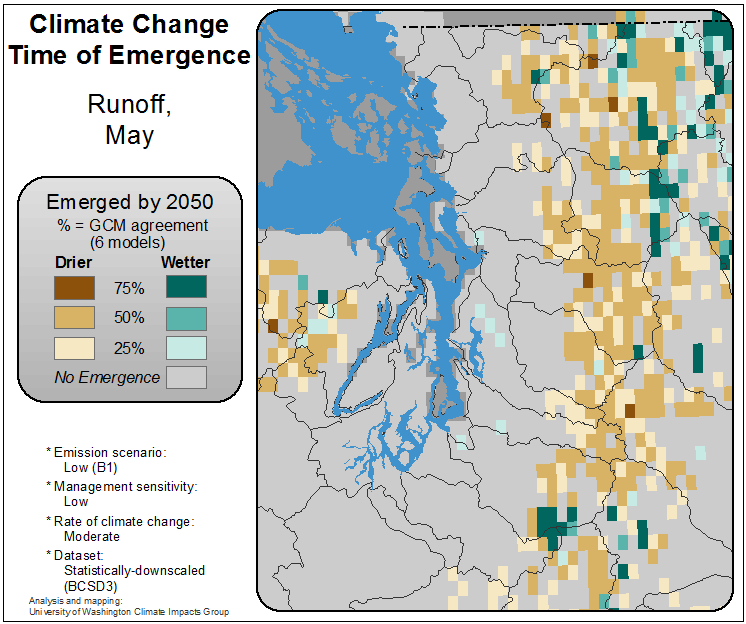 Climate Change
Time of Emergence
Runoff,
May
Emerged by 2050
% = GCM agreement
(6 models)
Drier Wetter
75%
50%
25%
No Emergence
* Emission scenario:
Low (B1)
* Management sensitivity:
Low
* Rate of climate change:
Moderate
* Dataset:
Statistically-downscaled
(BCSD3)
Analysis and mapping:
University of Washington Climate Impacts Group